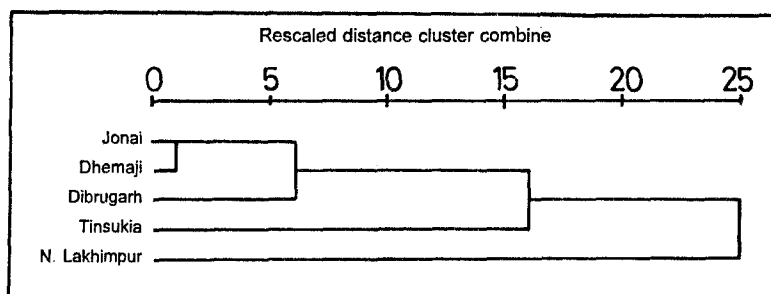 Rescaled distance cluster combine
0 5 10 15 20 25
Jonai
Dhemaji
Dibrugarh
Tinsukia
N. Lakhimpur